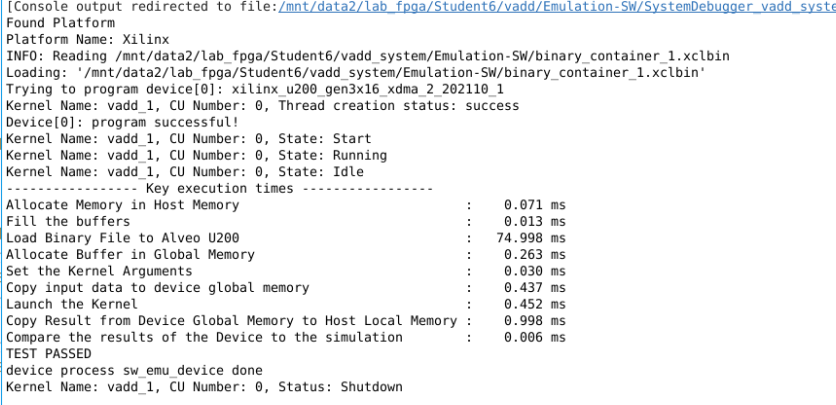 [Console output redirected to file:/mnt/data2/lab_fpga/Student6/vadd/Emulation-SW/SystemDebugger_vadd_syste
Found Platform
Platform Name: Xilinx
INFO: Reading /mnt/data2/lab_fpga/Student6/vadd_system/Emulation-SW/binary_container_1.xclbin
Loading: '/mnt/data2/lab_fpga/Student6/vadd_system/Emulation-SW/binary_container_1.xclbin'
Trying to program device[0]: xilinx_u200_gen3x16_xdma_2_202110_1
Kernel Name: vadd_1, CU Number: 0, Thread creation status: success
Device[0]: program successful!
Kernel Name: vadd_1, CU Number: 0, State: Start
Kernel Name: vadd_1, CU Number: 0, State: Running
Kernel Name: vadd_1, CU Number: 0, State: Idle
----------------- Key execution times -----------------
Allocate Memory in Host Memory : 0.071 ms
Fill the buffers : 0.013 ms
Load Binary File to Alveo U200 : 74.998 ms
Allocate Buffer in Global Memory : 0.263 ms
Set the Kernel Arguments : 0.030 ms
Copy input data to device global memory : 0.437 ms
Launch the Kernel : 0.452 ms
Copy Result from Device Global Memory to Host Local Memory : 0.998 ms
Compare the results of the Device to the simulation : 0.006 ms
TEST PASSED
device process sw_emu_device done
Kernel Name: vadd_1, CU Number: 0, Status: Shutdown